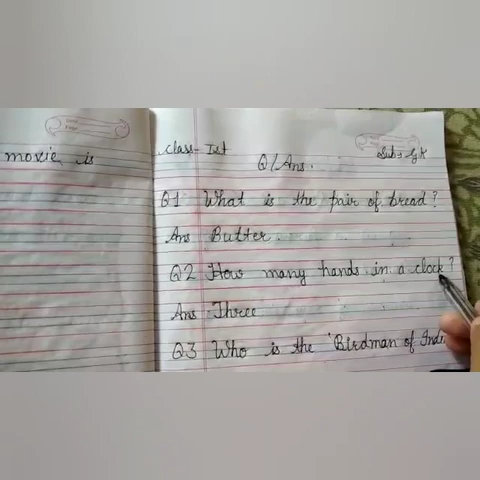 movie is
Class - Ist
Sub:- G.K
Q/Ans.
Q1 What is the pair of bread?
Ans Butter.
Q2 How many hands in a clock?
Ans Three
Q3 Who is the 'Birdman of Indi